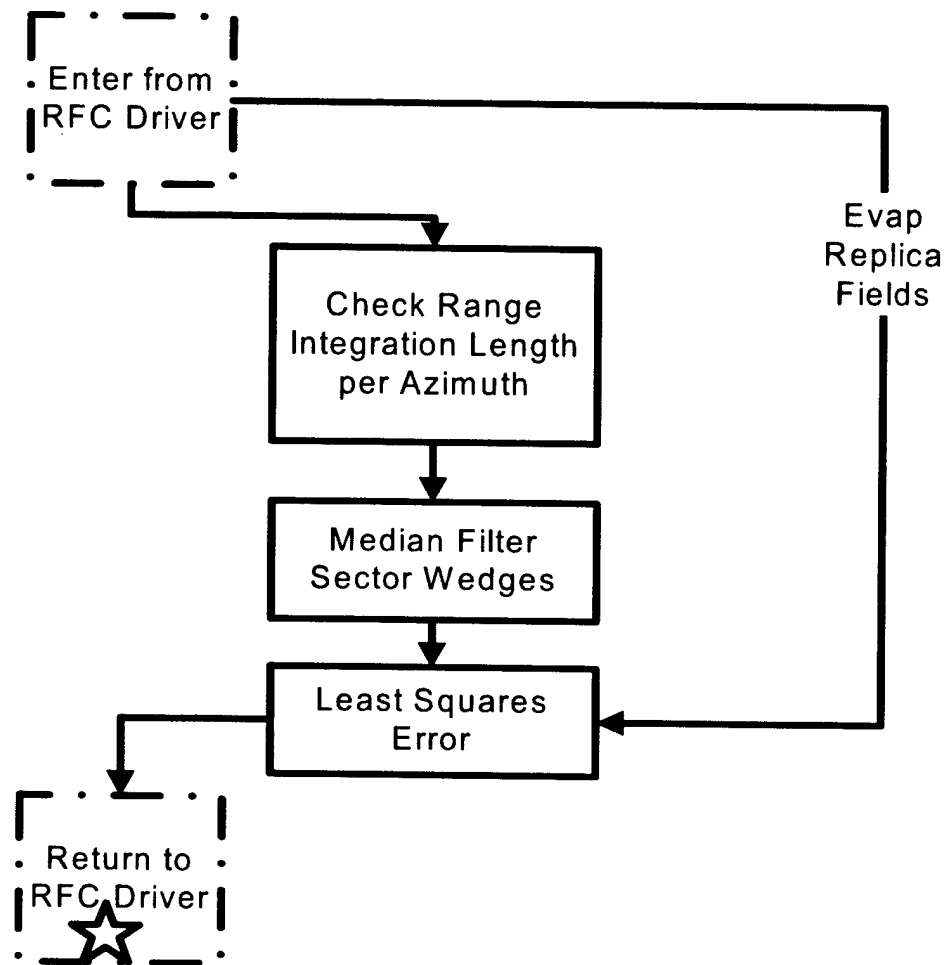 Enter from
RFC Driver
Evap
Replica
Fields
Check Range
Integration Length
per Azimuth
Median Filter
Sector Wedges
Least Squares
Error
Return to
RFC Driver